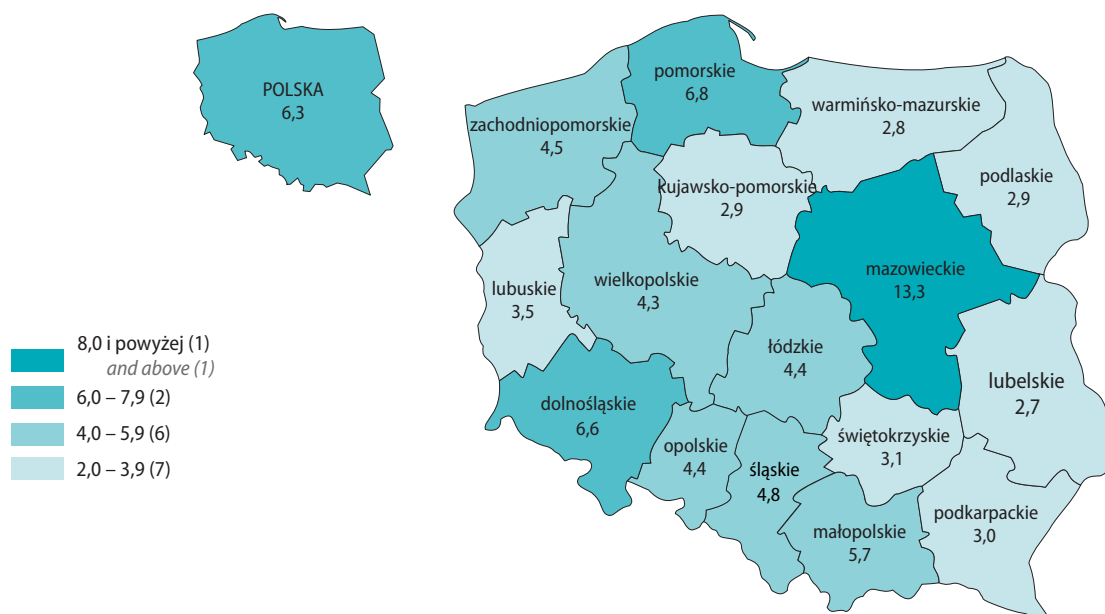 POLSKA
6,3
pomorskie
6,8
warmińsko-mazurskie
2,8
zachodniopomorskie
4,5
podlaskie
2,9
kujawsko-pomorskie
2,9
mazowieckie
13,3
lubuskie
3,5
wielkopolskie
4,3
łódzkie
4,4
lubelskie
2,7
dolnośląskie
6,6
opolskie
4,4
śląskie
4,8
świętokrzyskie
3,1
małopolskie
5,7
podkarpackie
3,0
8,0 i powyżej (1)
and above (1)
6,0 – 7,9 (2)
4,0 – 5,9 (6)
2,0 – 3,9 (7)